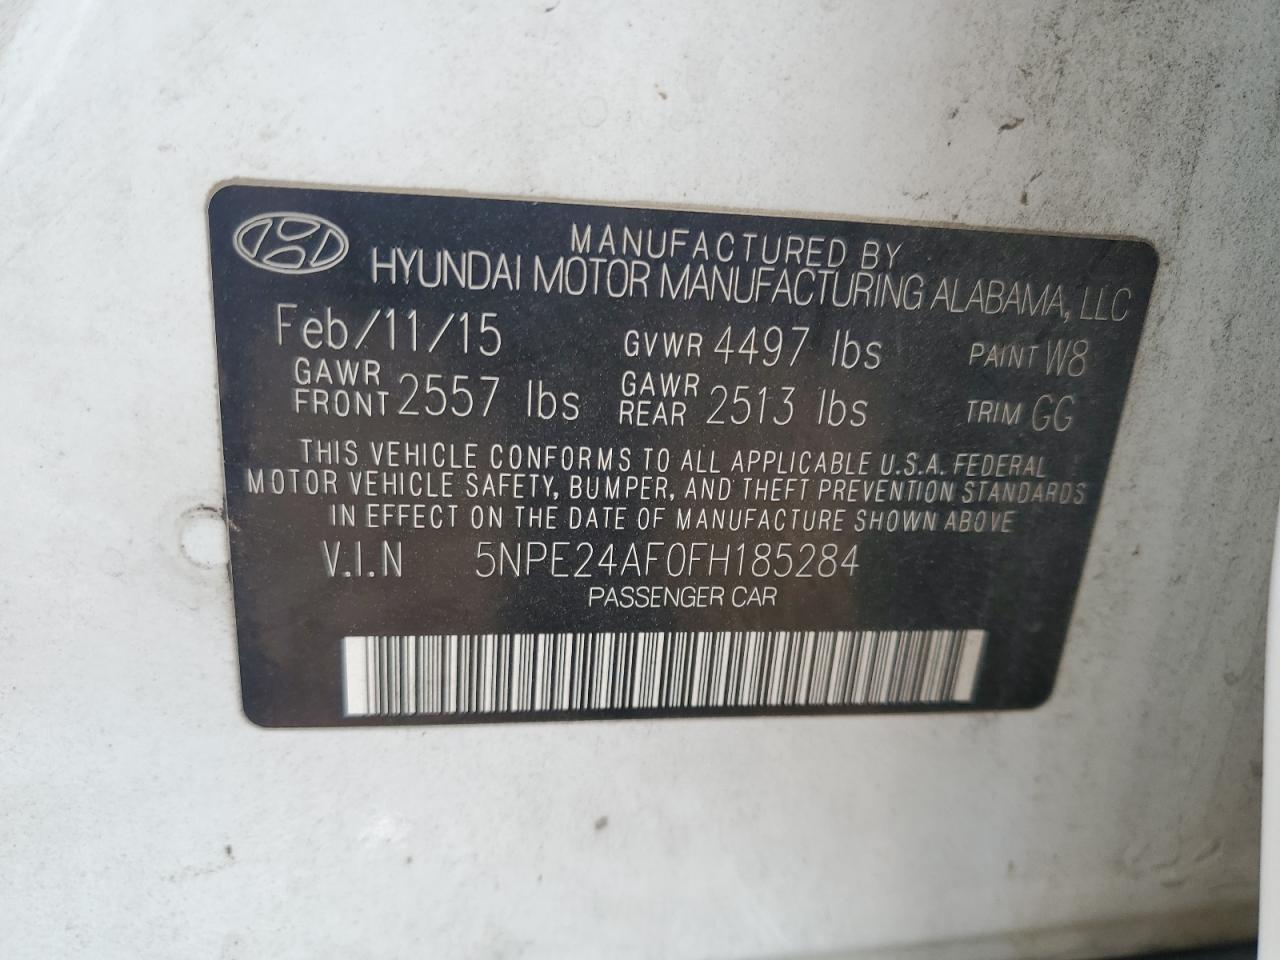 MANUFACTURED BY
HYUNDAI MOTOR MANUFACTURING ALABAMA, LLC
Feb/11/15 GVWR 4497 lbs PAINT W8
GAWR FRONT 2557 lbs GAWR REAR 2513 lbs TRIM GG
THIS VEHICLE CONFORMS TO ALL APPLICABLE U.S.A. FEDERAL
MOTOR VEHICLE SAFETY, BUMPER, AND THEFT PREVENTION STANDARDS
IN EFFECT ON THE DATE OF MANUFACTURE SHOWN ABOVE
V.I.N 5NPE24AF0FH185284
PASSENGER CAR